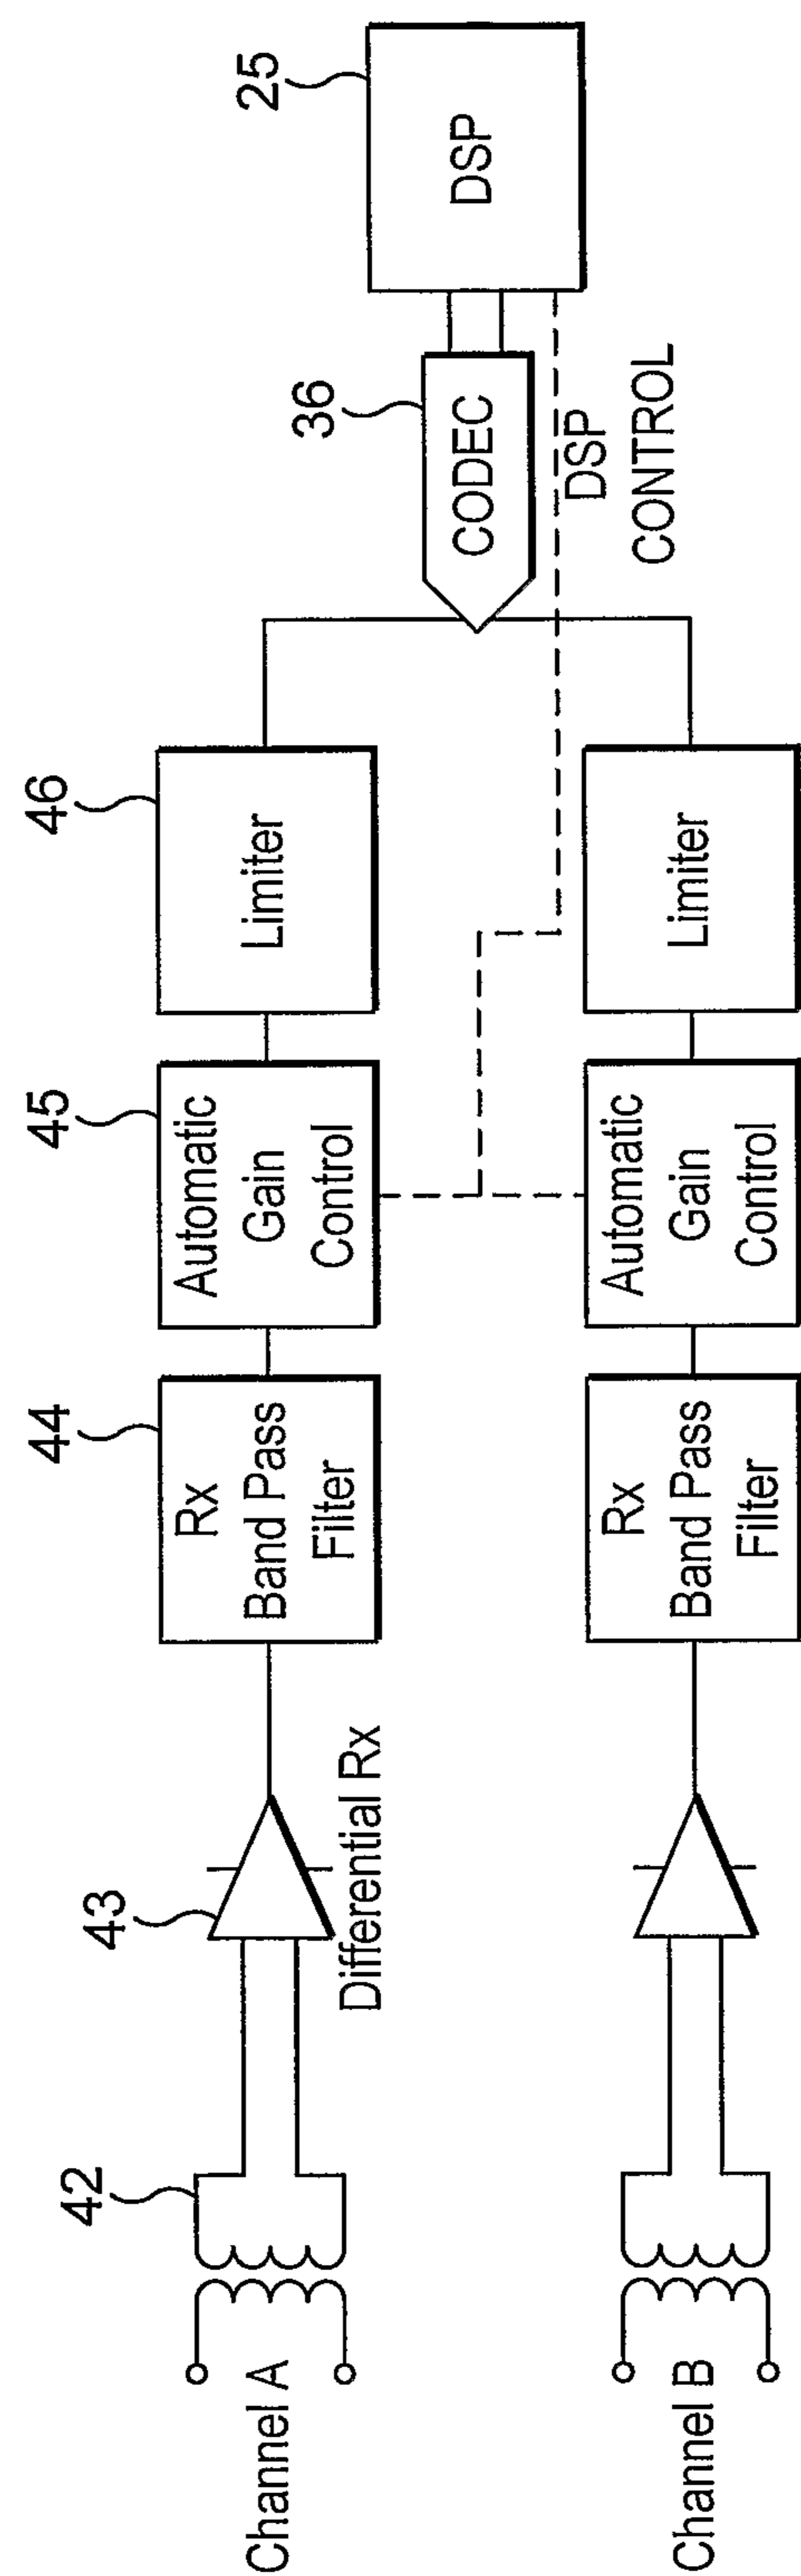 Channel A
42
43
Differential Rx
44
Rx
Band Pass
Filter
45
Automatic
Gain
Control
46
Limiter
36
CODEC
25
DSP
DSP
CONTROL
Channel B
Rx
Band Pass
Filter
Automatic
Gain
Control
Limiter